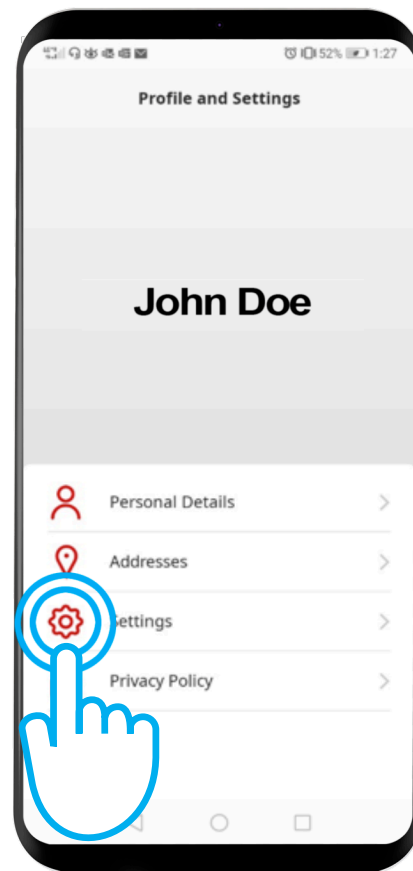 52% 1:27
Profile and Settings
John Doe
Personal Details
Addresses
Settings
Privacy Policy